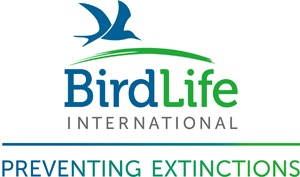 BirdLife
INTERNATIONAL
PREVENTING EXTINCTIONS